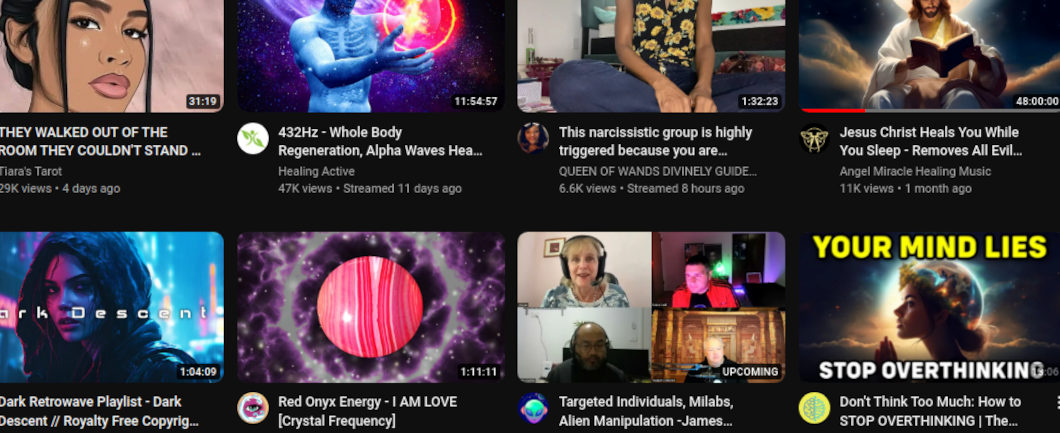 31:19
11:54:57
1:32:23
48:00:00
THEY WALKED OUT OF THE
ROOM THEY COULDN'T STAND ...
Tiara's Tarot
29K views • 4 days ago
432Hz - Whole Body
Regeneration, Alpha Waves Hea...
Healing Active
47K views • Streamed 11 days ago
This narcissistic group is highly
triggered because you are...
QUEEN OF WANDS DIVINELY GUIDE...
6.6K views • Streamed 8 hours ago
Jesus Christ Heals You While
You Sleep - Removes All Evil...
Angel Miracle Healing Music
11K views • 1 month ago
ark Descent
1:04:09
1:11:11
UPCOMING
YOUR MIND LIES
STOP OVERTHINKING
Dark Retrowave Playlist - Dark
Descent // Royalty Free Copyrig...
Red Onyx Energy - I AM LOVE
[Crystal Frequency]
Targeted Individuals, Milabs,
Alien Manipulation -James...
Don't Think Too Much: How to
STOP OVERTHINKING | The...